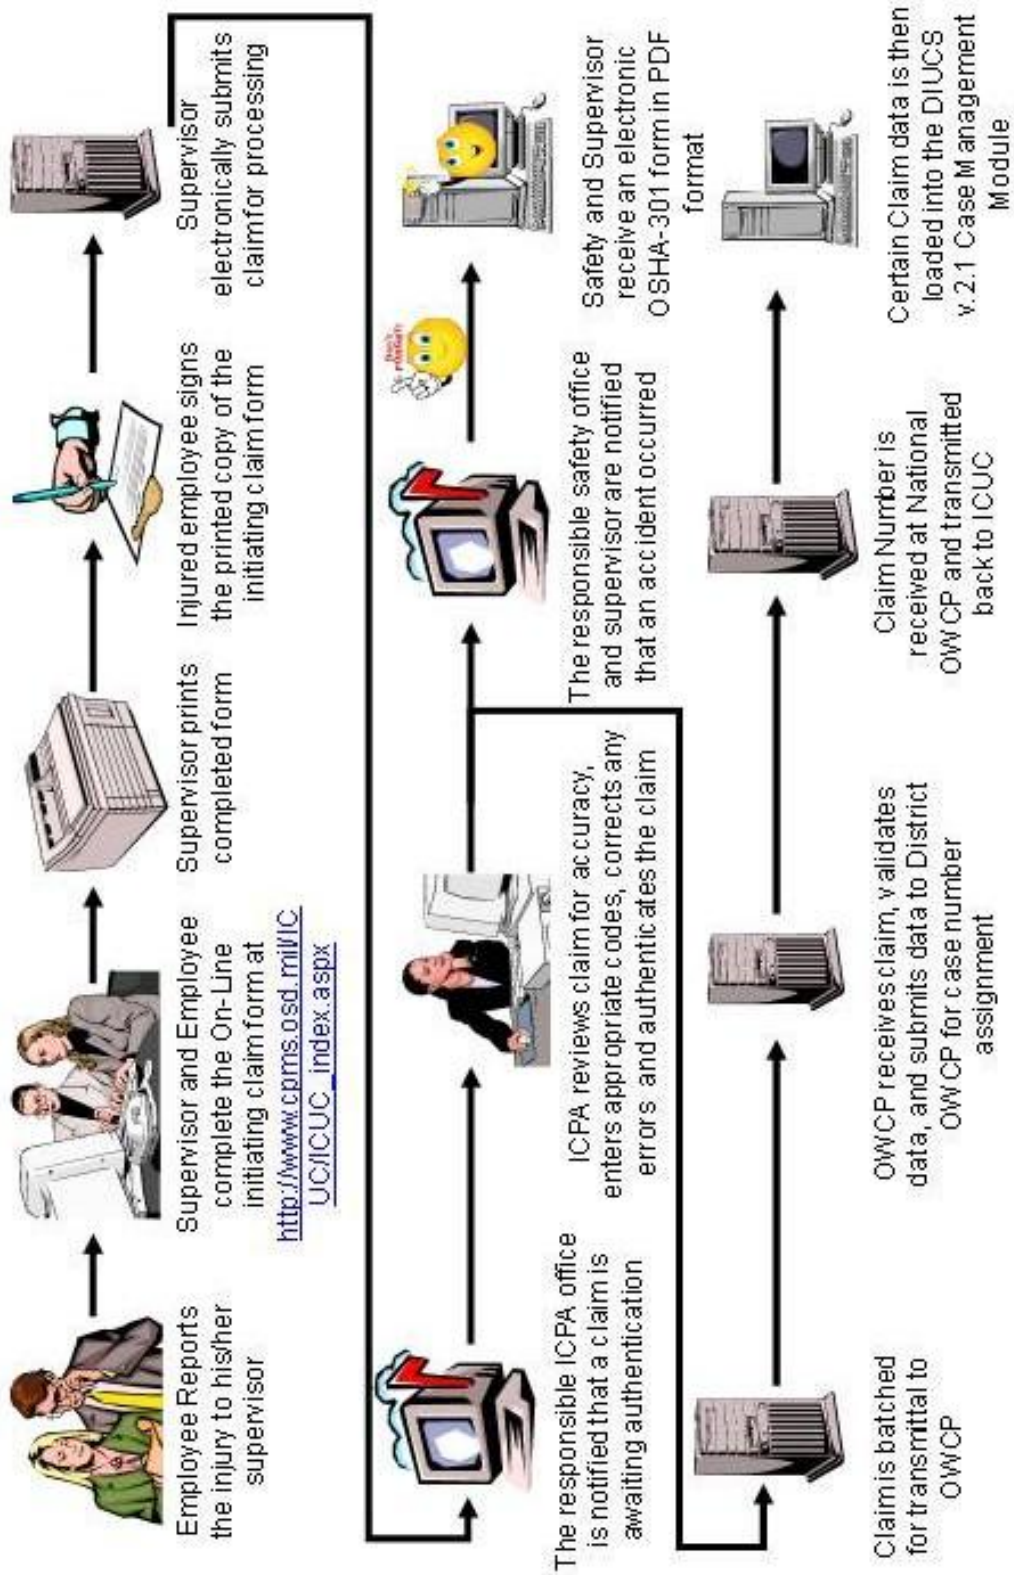 Employee Reports
the injury to his/her
supervisor
Supervisor and Employee
complete the On-Line
initiating claim form at
http://www.cpms.osd.mil/IC
UC/ICUC_index.aspx
Supervisor prints
completed form
Injured employee signs
the printed copy of the
initiating claim form
Supervisor
electronically submits
claim for processing
The responsible ICPA office
is notified that a claim is
awaiting authentication
ICPA reviews claim for accuracy,
enters appropriate codes, corrects any
errors and authenticates the claim
The responsible safety office
and supervisor are notified
that an accident occurred
Safety and Supervisor
receive an electronic
OSHA-301 form in PDF
format
Claim is batched
for transmittal to
OWCP
OWCP receives claim, validates
data, and submits data to District
OWCP for case number
assignment
Claim Number is
received at National
OWCP and transmitted
back to ICUC
Certain Claim data is then
loaded into the DIUCS
v.2.1 Case Management
Module